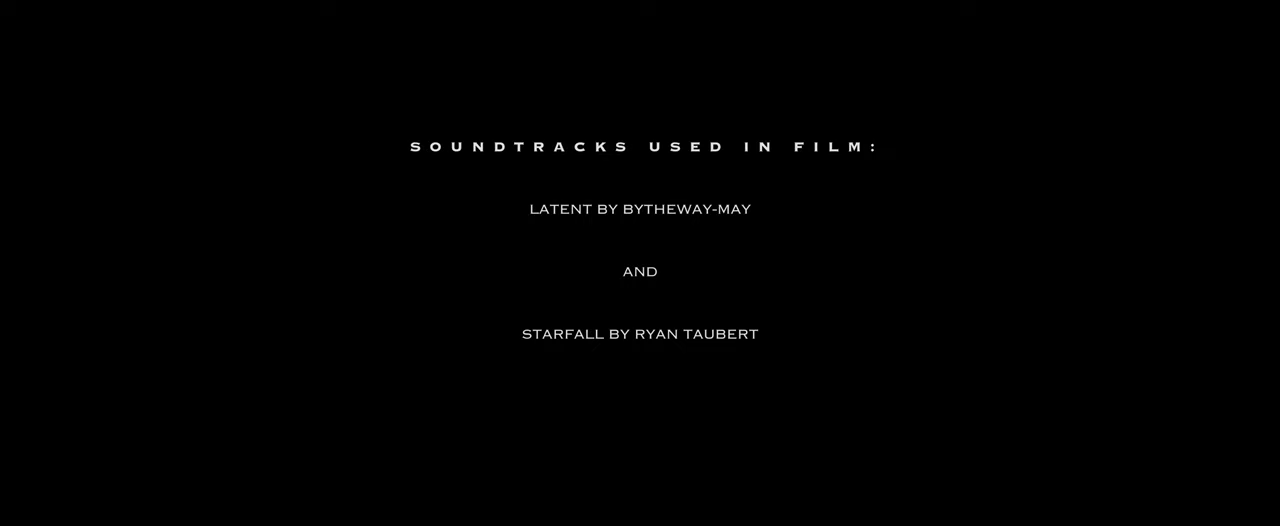 SOUNDTRACKS USED IN FILM:
LATENT BY BYTHEWAY-MAY
AND
STARFALL BY RYAN TAUBERT